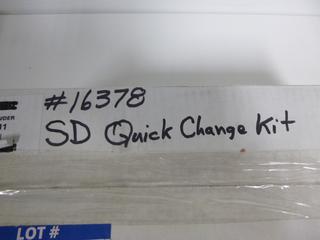 #16378
SD Quick Change Kit
LOT #